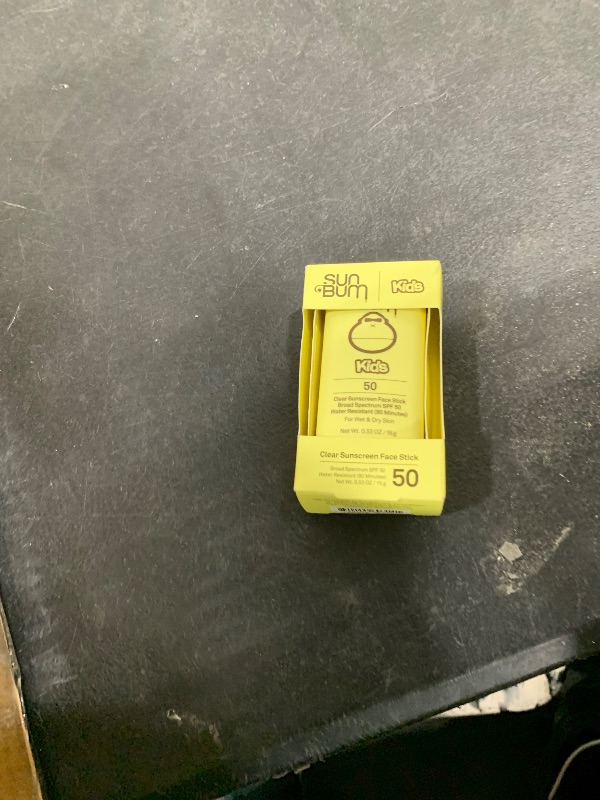 SUN BUM
Kids
Kids
50
Clear Sunscreen Face Stick
Broad Spectrum SPF 50
Water Resistant (80 Minutes)
For Wet & Dry Skin
Net Wt. 0.53 OZ / 15g
Clear Sunscreen Face Stick
Broad Spectrum SPF 50
Water Resistant (80 Minutes)
Net Wt. 0.53 OZ / 15 g
50